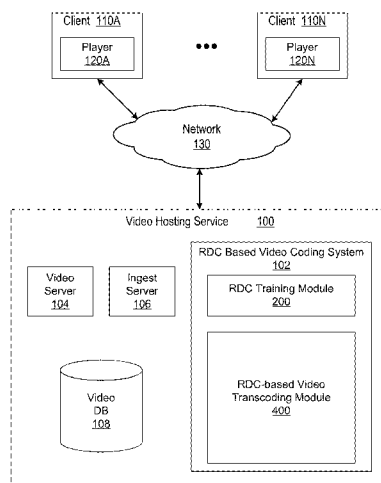 Client 110A
Player
120A
Client 110N
Player
120N
Network
130
Video Hosting Service 100
Video
Server
104
Ingest
Server
106
RDC Based Video Coding System
102
RDC Training Module
200
RDC-based Video
Transcoding Module
400
Video
DB
108